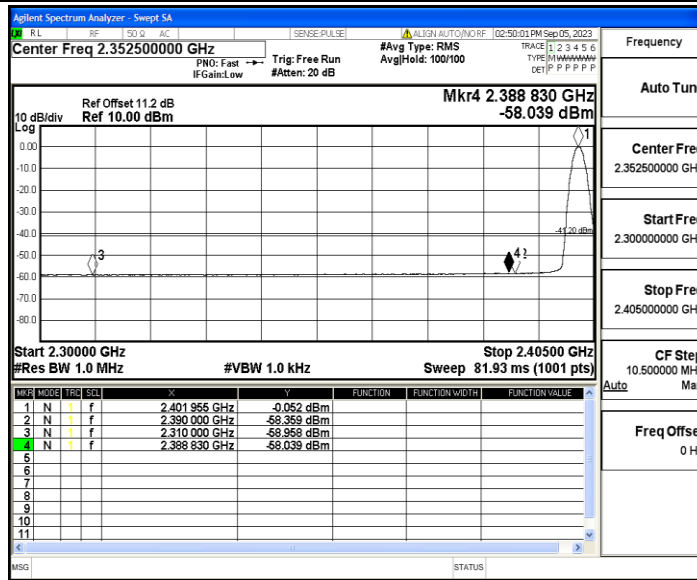 Agilent Spectrum Analyzer - Swept SA
RL RF 50 Ω AC SENSE:PULSE ALIGN AUTO/NO RF 02:50:01 PM Sep 05, 2023
Center Freq 2.352500000 GHz
PNO: Fast
IFGain:Low
Trig: Free Run
#Atten: 20 dB
#Avg Type: RMS
Avg|Hold: 100/100
TRACE 1 2 3 4 5 6
TYPE M
DET P P P P P P
Ref Offset 11.2 dB
10 dB/div Ref 10.00 dBm
Log
Mkr4 2.388 830 GHz
-58.039 dBm
0.00
-10.0
-20.0
-30.0
-40.0
-50.0
-60.0
-70.0
-80.0
1
-41.20 dBm
3
4
Start 2.30000 GHz Stop 2.40500 GHz
#Res BW 1.0 MHz #VBW 1.0 kHz Sweep 81.93 ms (1001 pts)
MKR MODE TRC SCL X Y FUNCTION FUNCTION WIDTH FUNCTION VALUE
1 N 1 f 2.401 955 GHz -0.052 dBm
2 N 1 f 2.390 000 GHz -58.359 dBm
3 N 1 f 2.310 000 GHz -58.958 dBm
4 N 1 f 2.388 830 GHz -58.039 dBm
5
6
7
8
9
10
11
MSG STATUS
Frequency
Auto Tun
Center Fre
2.352500000 GH
Start Fre
2.300000000 GH
Stop Fre
2.405000000 GH
CF Step
10.500000 MH
Auto Ma
Freq Offse
0 H